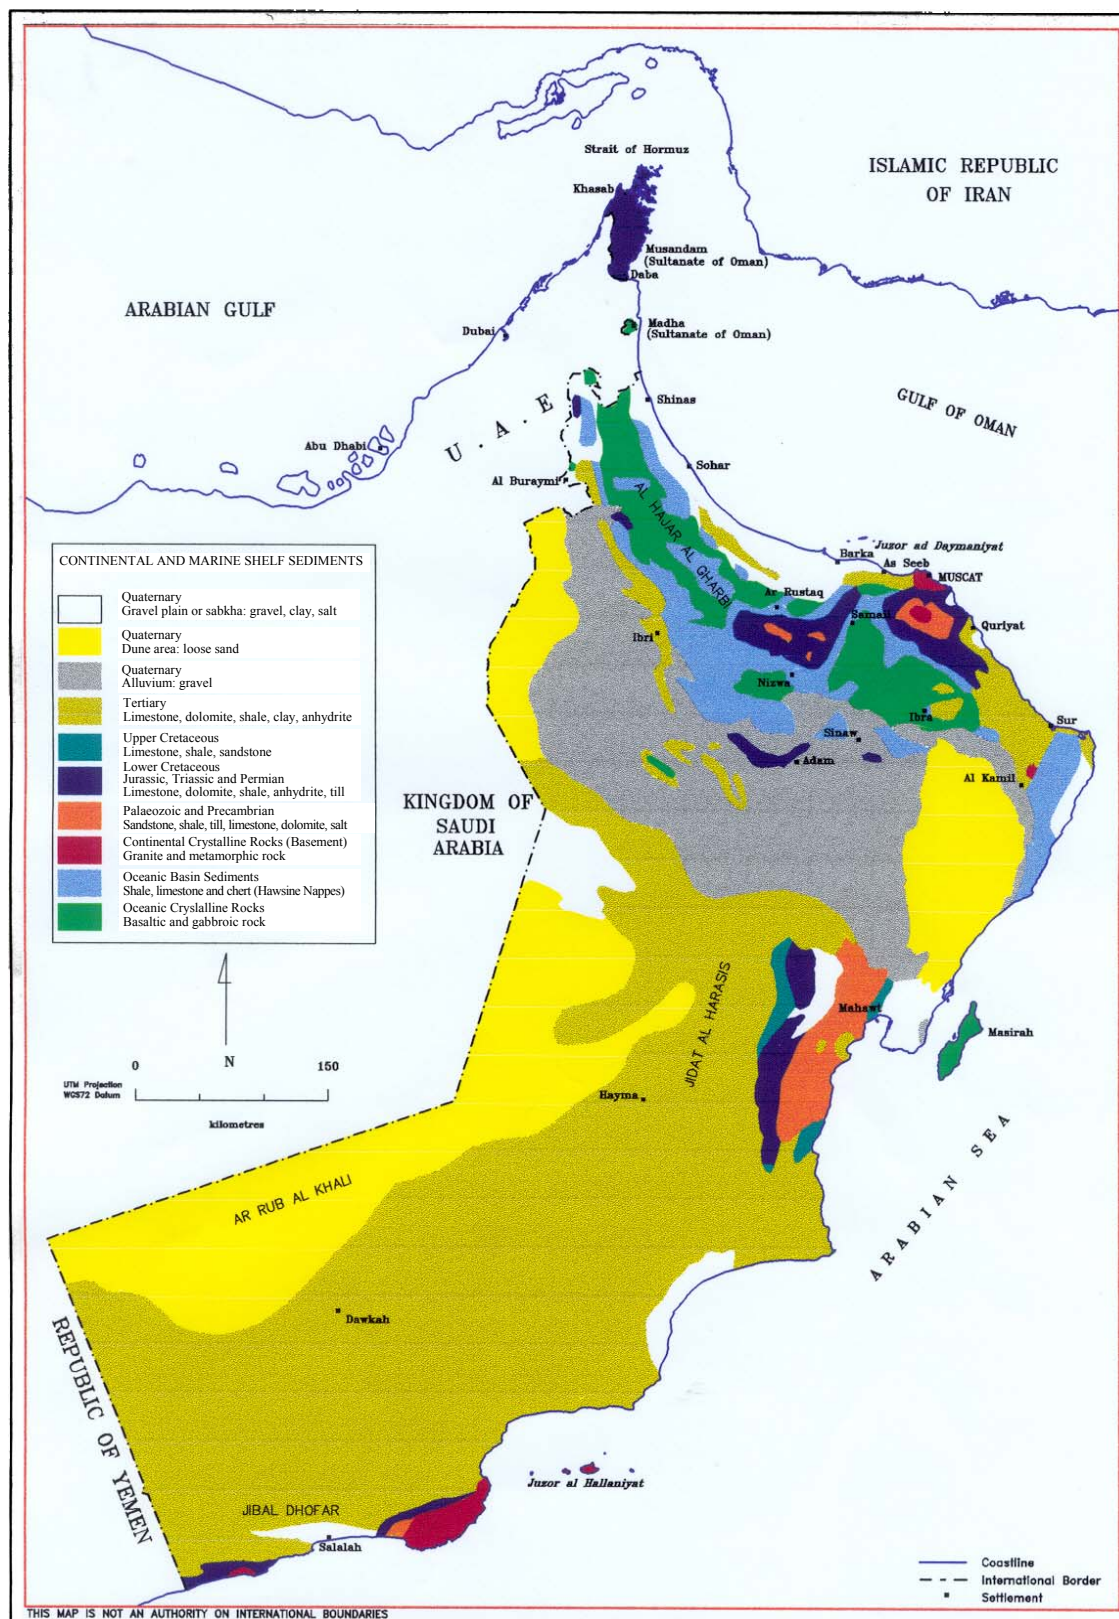 Strait of Hormuz
ISLAMIC REPUBLIC
OF IRAN
Khasab
Musandam
(Sultanate of Oman)
Daba
ARABIAN GULF
Dubai
Madha
(Sultanate of Oman)
U . A . E
Shinas
GULF OF OMAN
Abu Dhabi
Sohar
Al Buraymi
AL HAJAR AL GHARBI
Juzor ad Daymaniyat
Barka
As Seeb
MUSCAT
Ar Rustaq
Samail
Quriyat
Ibri
Nizwa
Ibra
Sur
Sinaw
Adam
Al Kamil
CONTINENTAL AND MARINE SHELF SEDIMENTS
Quaternary
Gravel plain or sabkha: gravel, clay, salt
Quaternary
Dune area: loose sand
Quaternary
Alluvium: gravel
Tertiary
Limestone, dolomite, shale, clay, anhydrite
Upper Cretaceous
Limestone, shale, sandstone
Lower Cretaceous
Jurassic, Triassic and Permian
Limestone, dolomite, shale, anhydrite, till
Palaeozoic and Precambrian
Sandstone, shale, till, limestone, dolomite, salt
Continental Crystalline Rocks (Basement)
Granite and metamorphic rock
Oceanic Basin Sediments
Shale, limestone and chert (Hawsine Nappes)
Oceanic Cryslalline Rocks
Basaltic and gabbroic rock
KINGDOM OF
SAUDI
ARABIA
JIDAT AL HARASIS
Mahawt
Masirah
N
0 150
UTM Projection
WGS72 Datum
kilometres
Hayma
ARABIAN SEA
AR RUB AL KHALI
Dawkah
REPUBLIC OF YEMEN
Juzor al Hallaniyat
JIBAL DHOFAR
Salalah
Coastline
International Border
Settlement
THIS MAP IS NOT AN AUTHORITY ON INTERNATIONAL BOUNDARIES